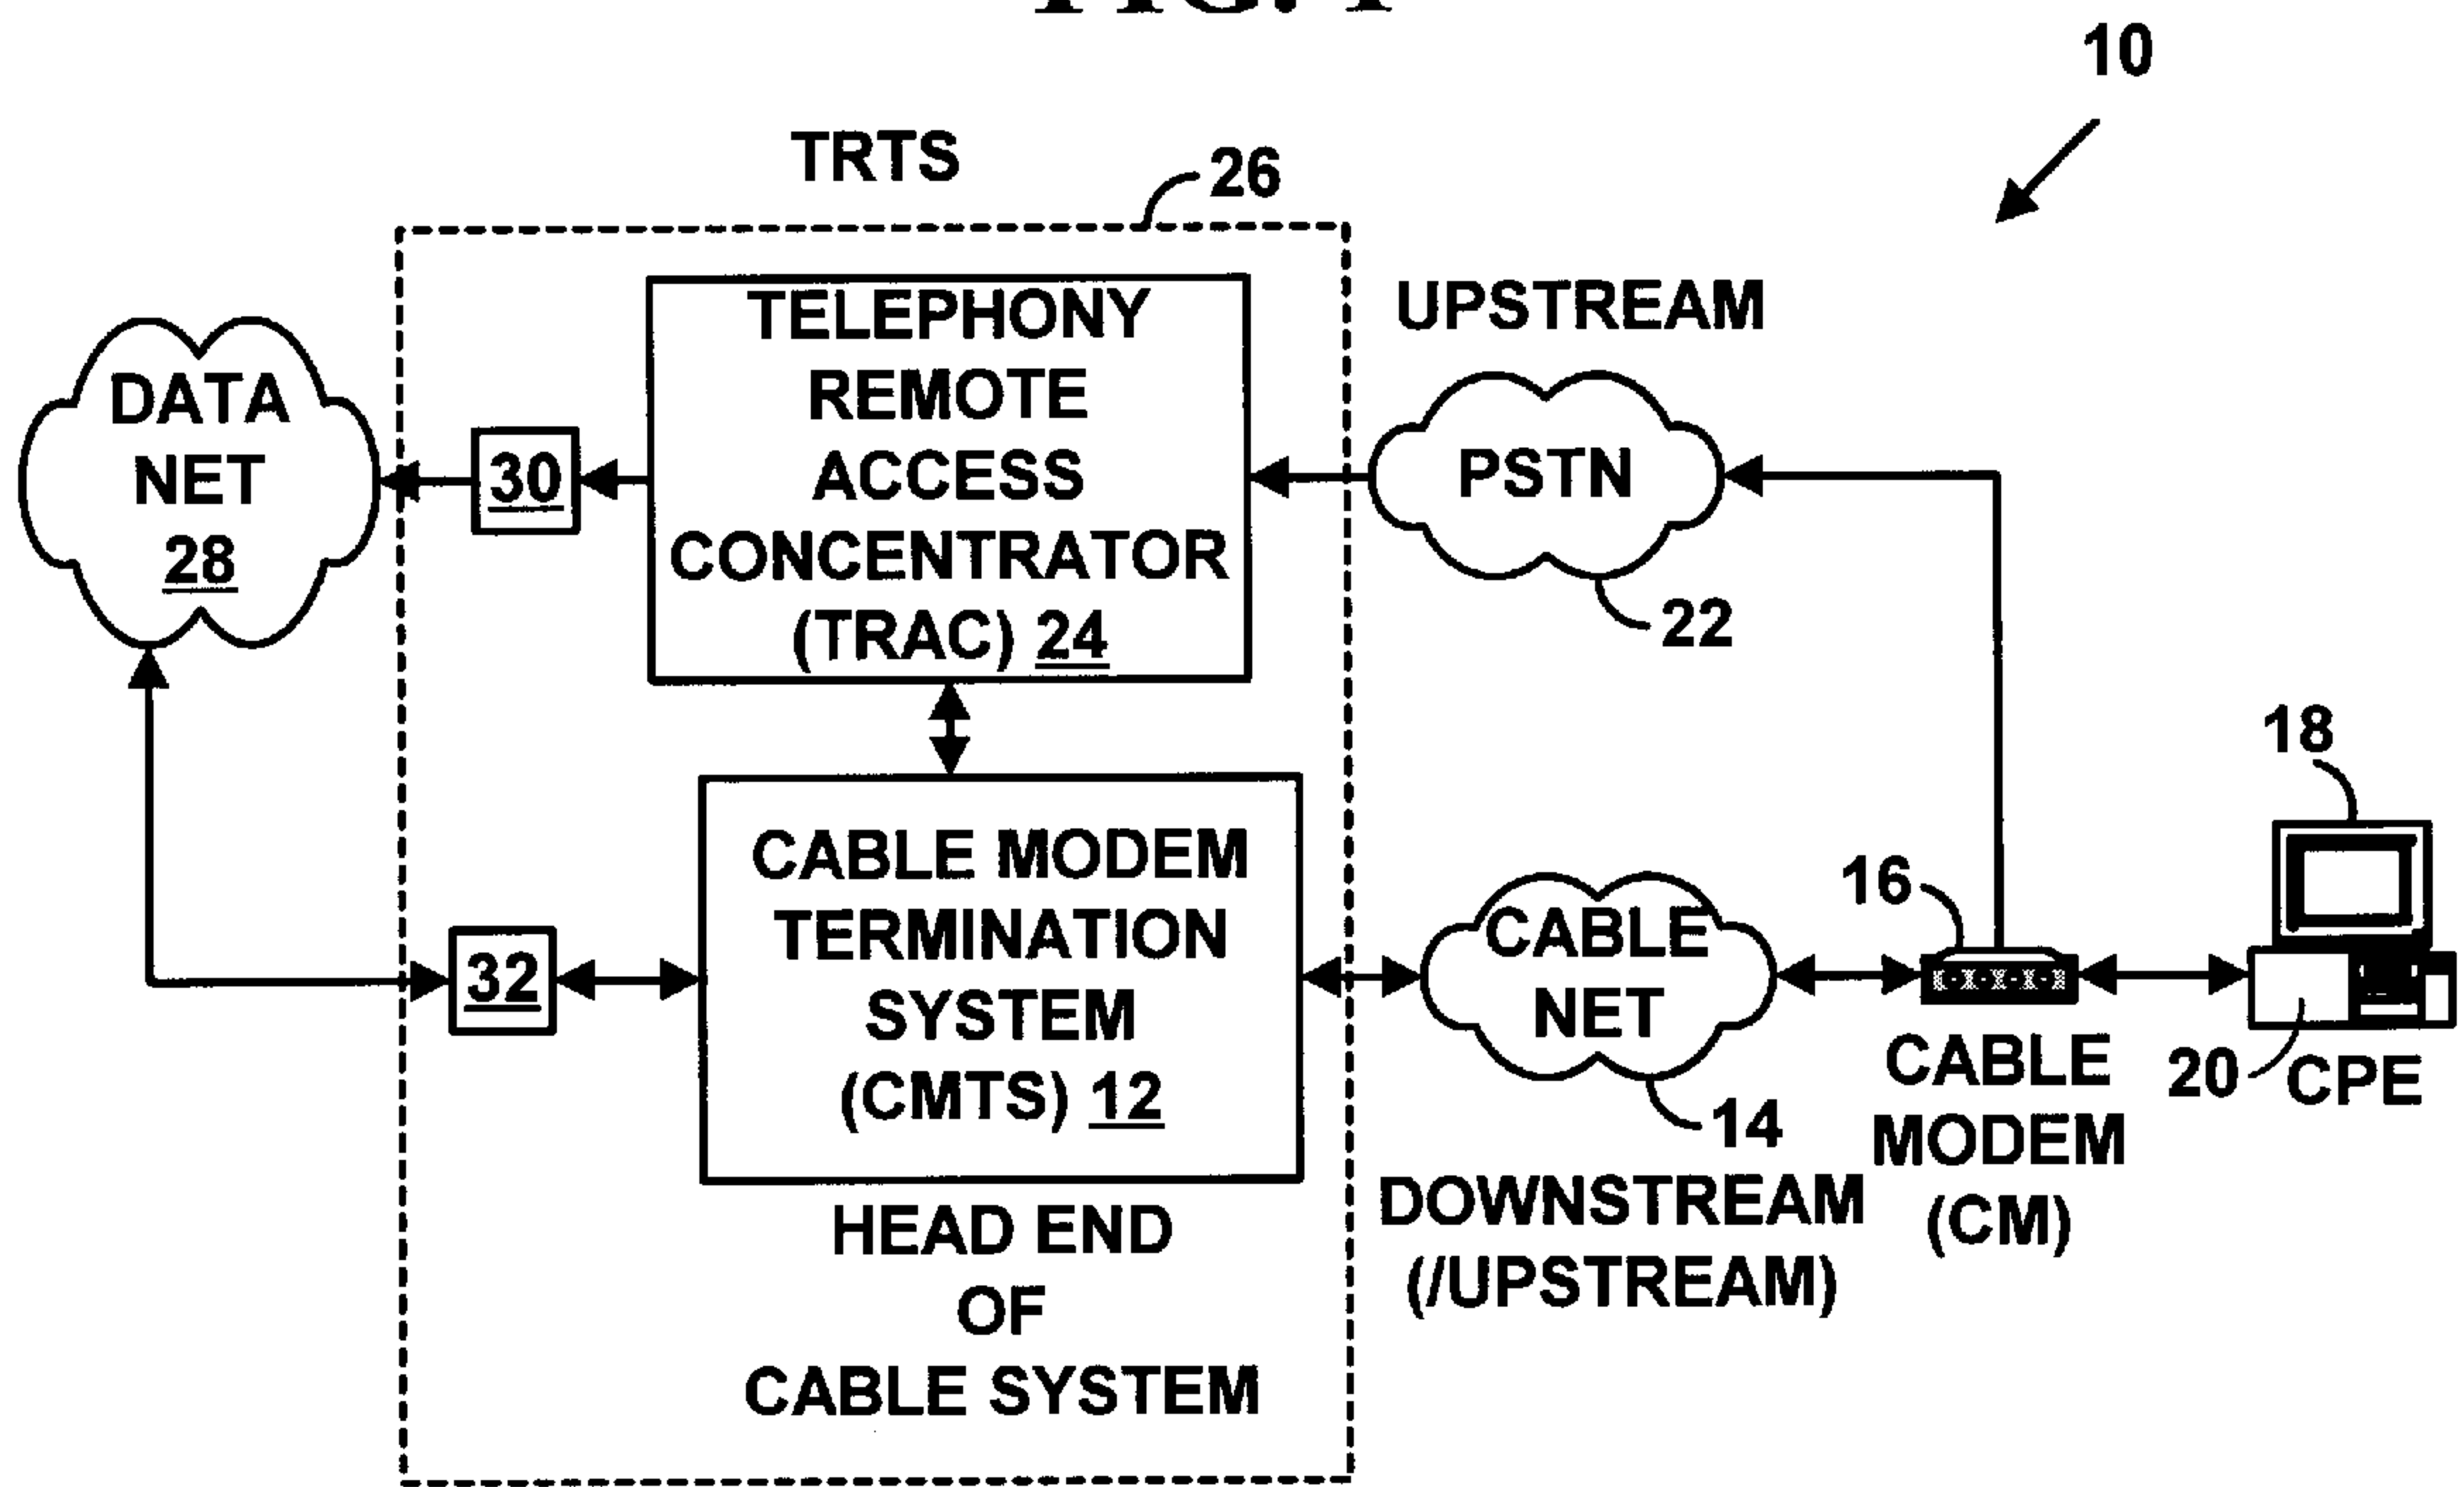 FIG. 1
10
TRTS
26
TELEPHONY
REMOTE
ACCESS
CONCENTRATOR
(TRAC) 24
UPSTREAM
PSTN
22
DATA
NET
28
30
CABLE MODEM
TERMINATION
SYSTEM
(CMTS) 12
32
HEAD END
OF
CABLE SYSTEM
CABLE
NET
14
DOWNSTREAM
(/UPSTREAM)
16
CABLE
MODEM
(CM)
18
20
CPE